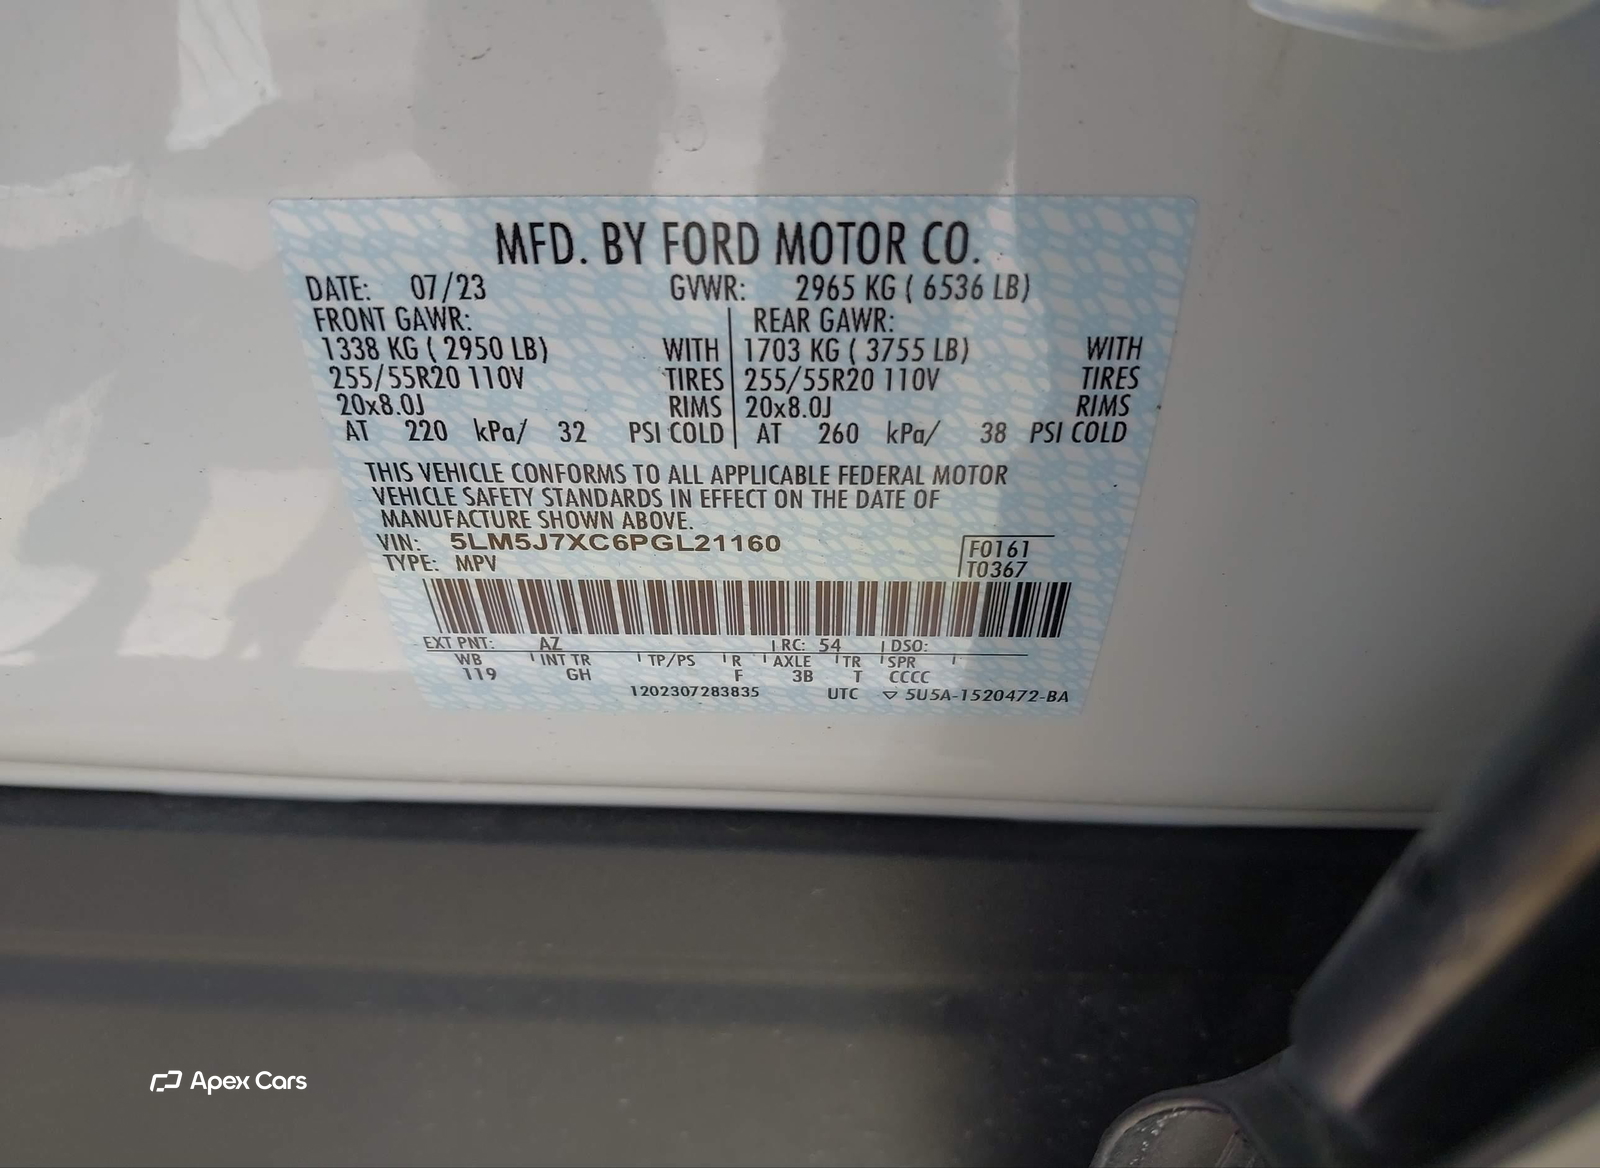 MFD. BY FORD MOTOR CO.
DATE: 07/23 GVWR: 2965 KG ( 6536 LB)
FRONT GAWR: REAR GAWR:
1338 KG ( 2950 LB) WITH 1703 KG ( 3755 LB) WITH
255/55R20 110V TIRES 255/55R20 110V TIRES
20x8.0J RIMS 20x8.0J RIMS
AT 220 kPa/ 32 PSI COLD AT 260 kPa/ 38 PSI COLD
THIS VEHICLE CONFORMS TO ALL APPLICABLE FEDERAL MOTOR
VEHICLE SAFETY STANDARDS IN EFFECT ON THE DATE OF
MANUFACTURE SHOWN ABOVE.
VIN: 5LM5J7XC6PGL21160 F0161
TYPE: MPV T0367
EXT PNT: AZ RC: 54 DSO:
WB INT TR TP/PS R AXLE TR SPR
119 GH F 3B T CCCC
1202307283835 UTC ▽ 5U5A-1520472-BA
Apex Cars